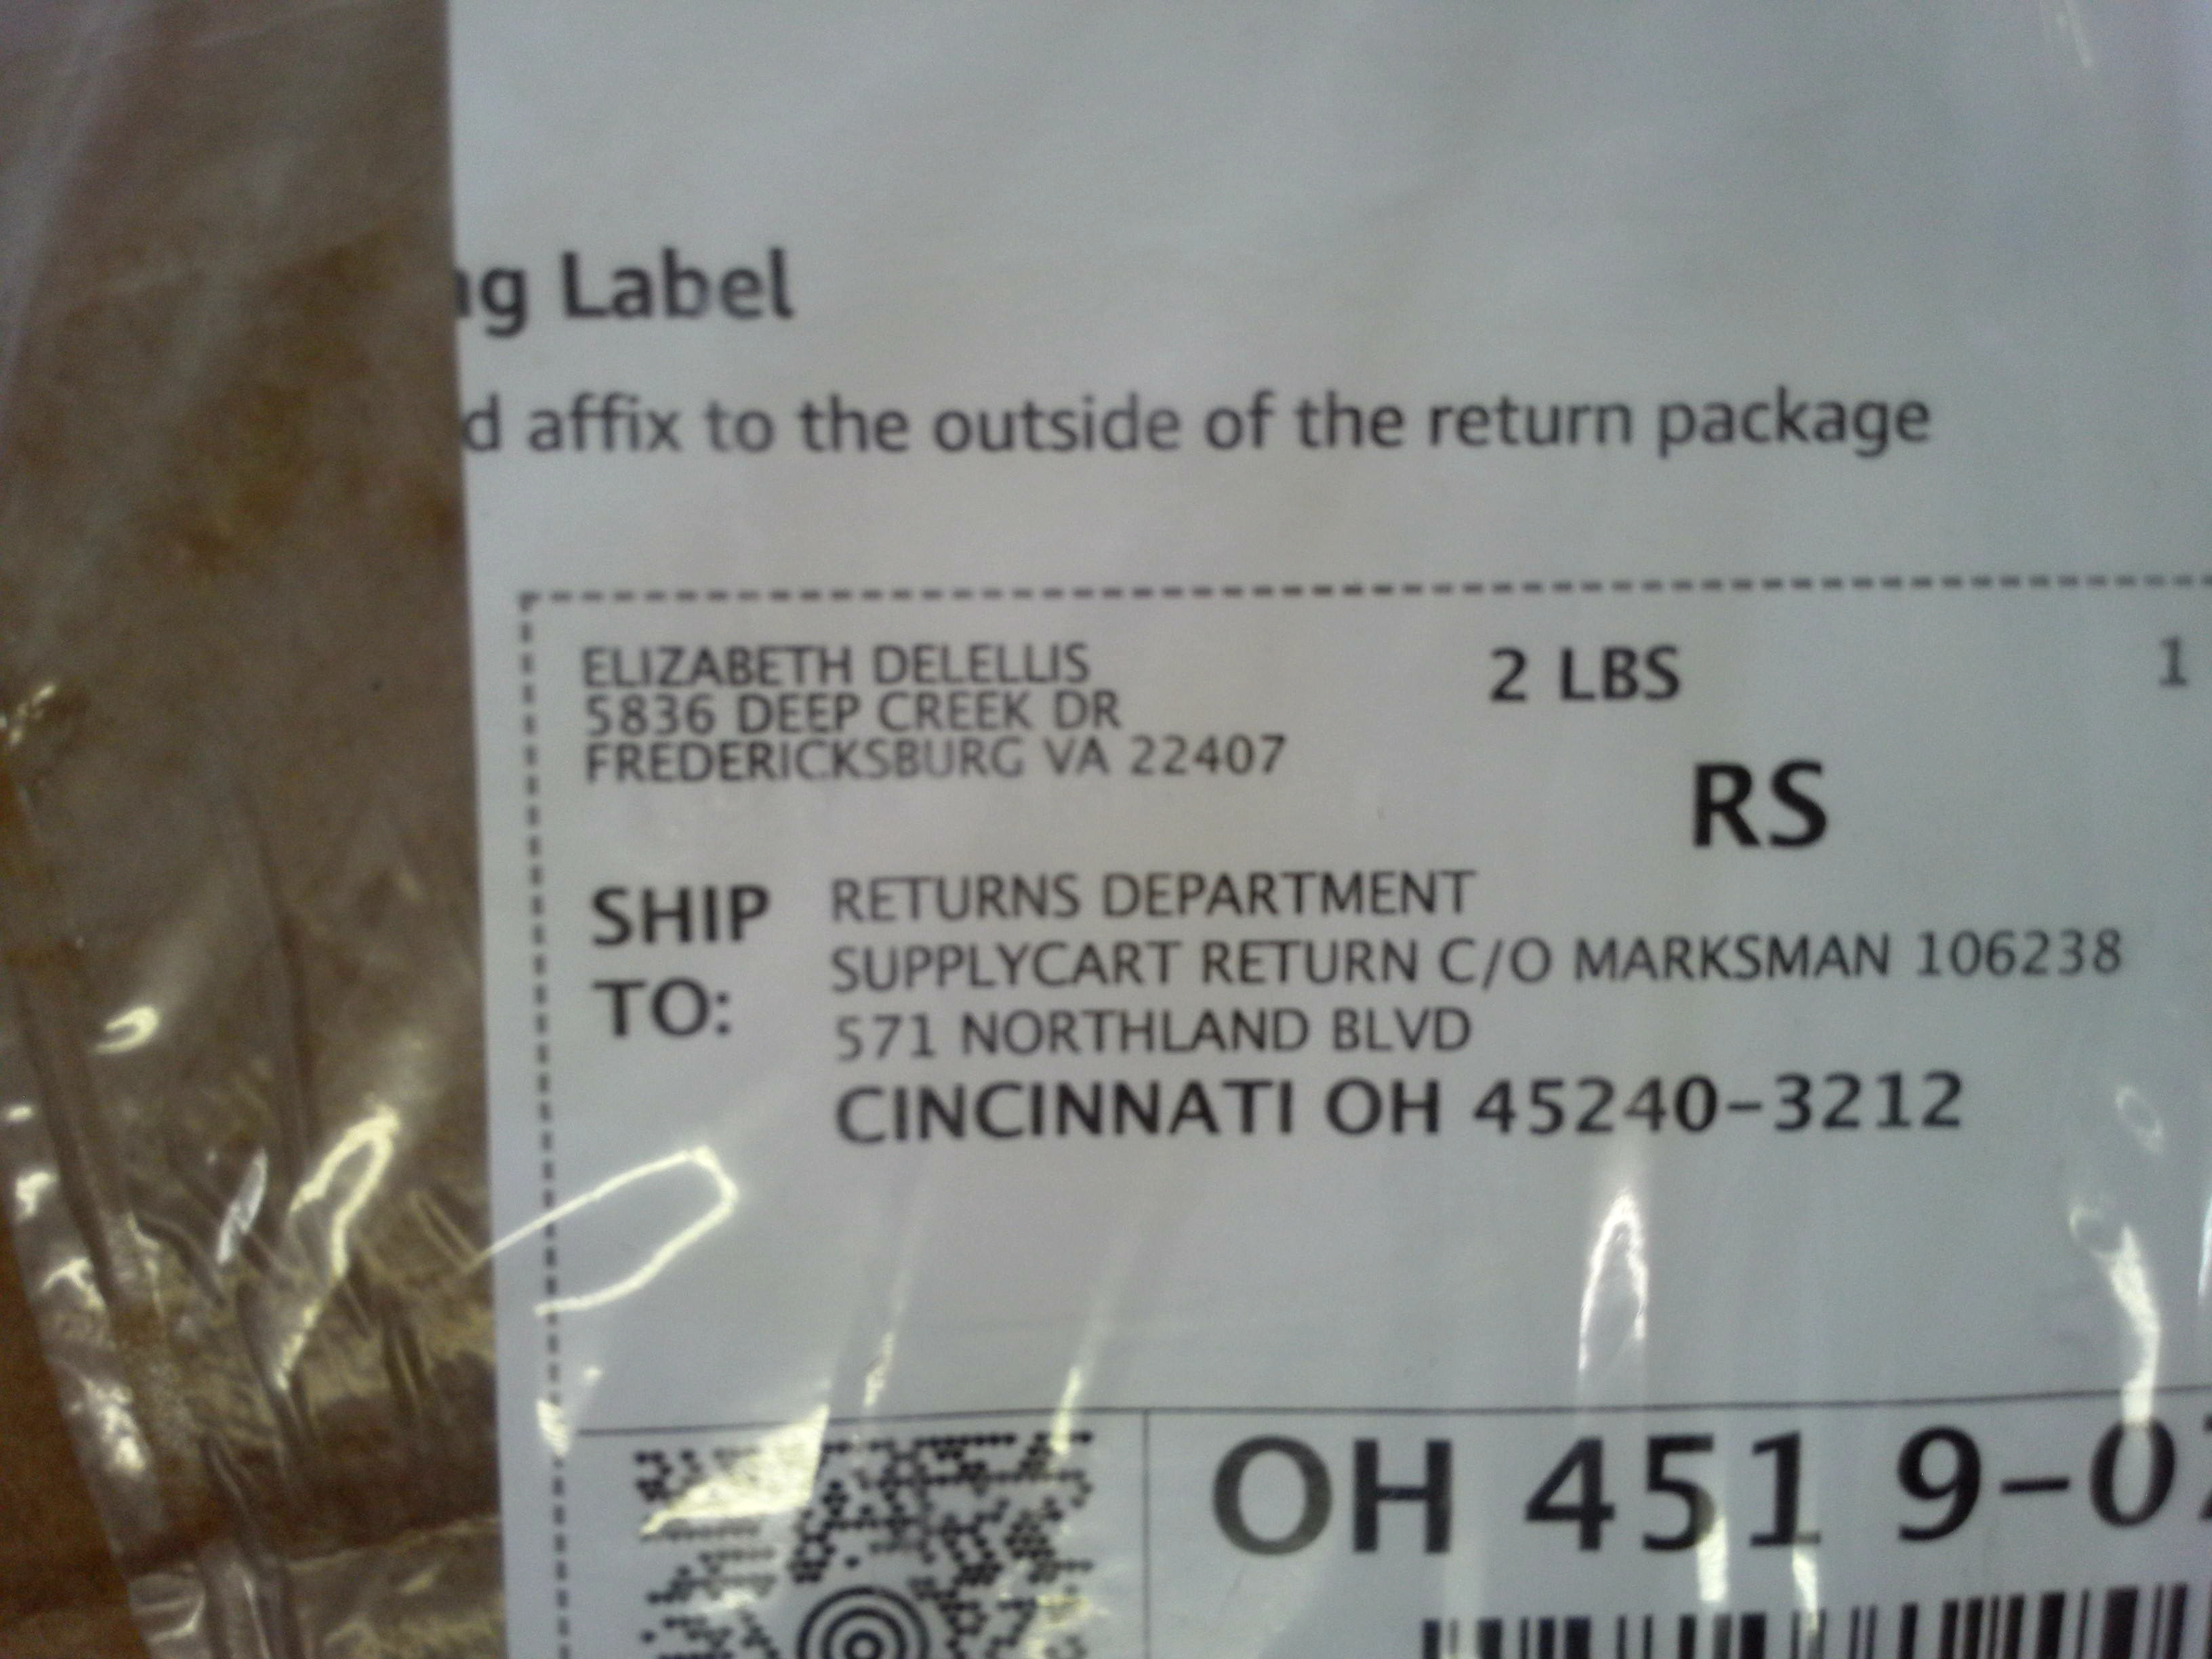 ng Label
d affix to the outside of the return package
ELIZABETH DELELLIS 2 LBS 1
5836 DEEP CREEK DR
FREDERICKSBURG VA 22407
RS
SHIP TO:
RETURNS DEPARTMENT
SUPPLYCART RETURN C/O MARKSMAN 106238
571 NORTHLAND BLVD
CINCINNATI OH 45240-3212
OH 451 9-0